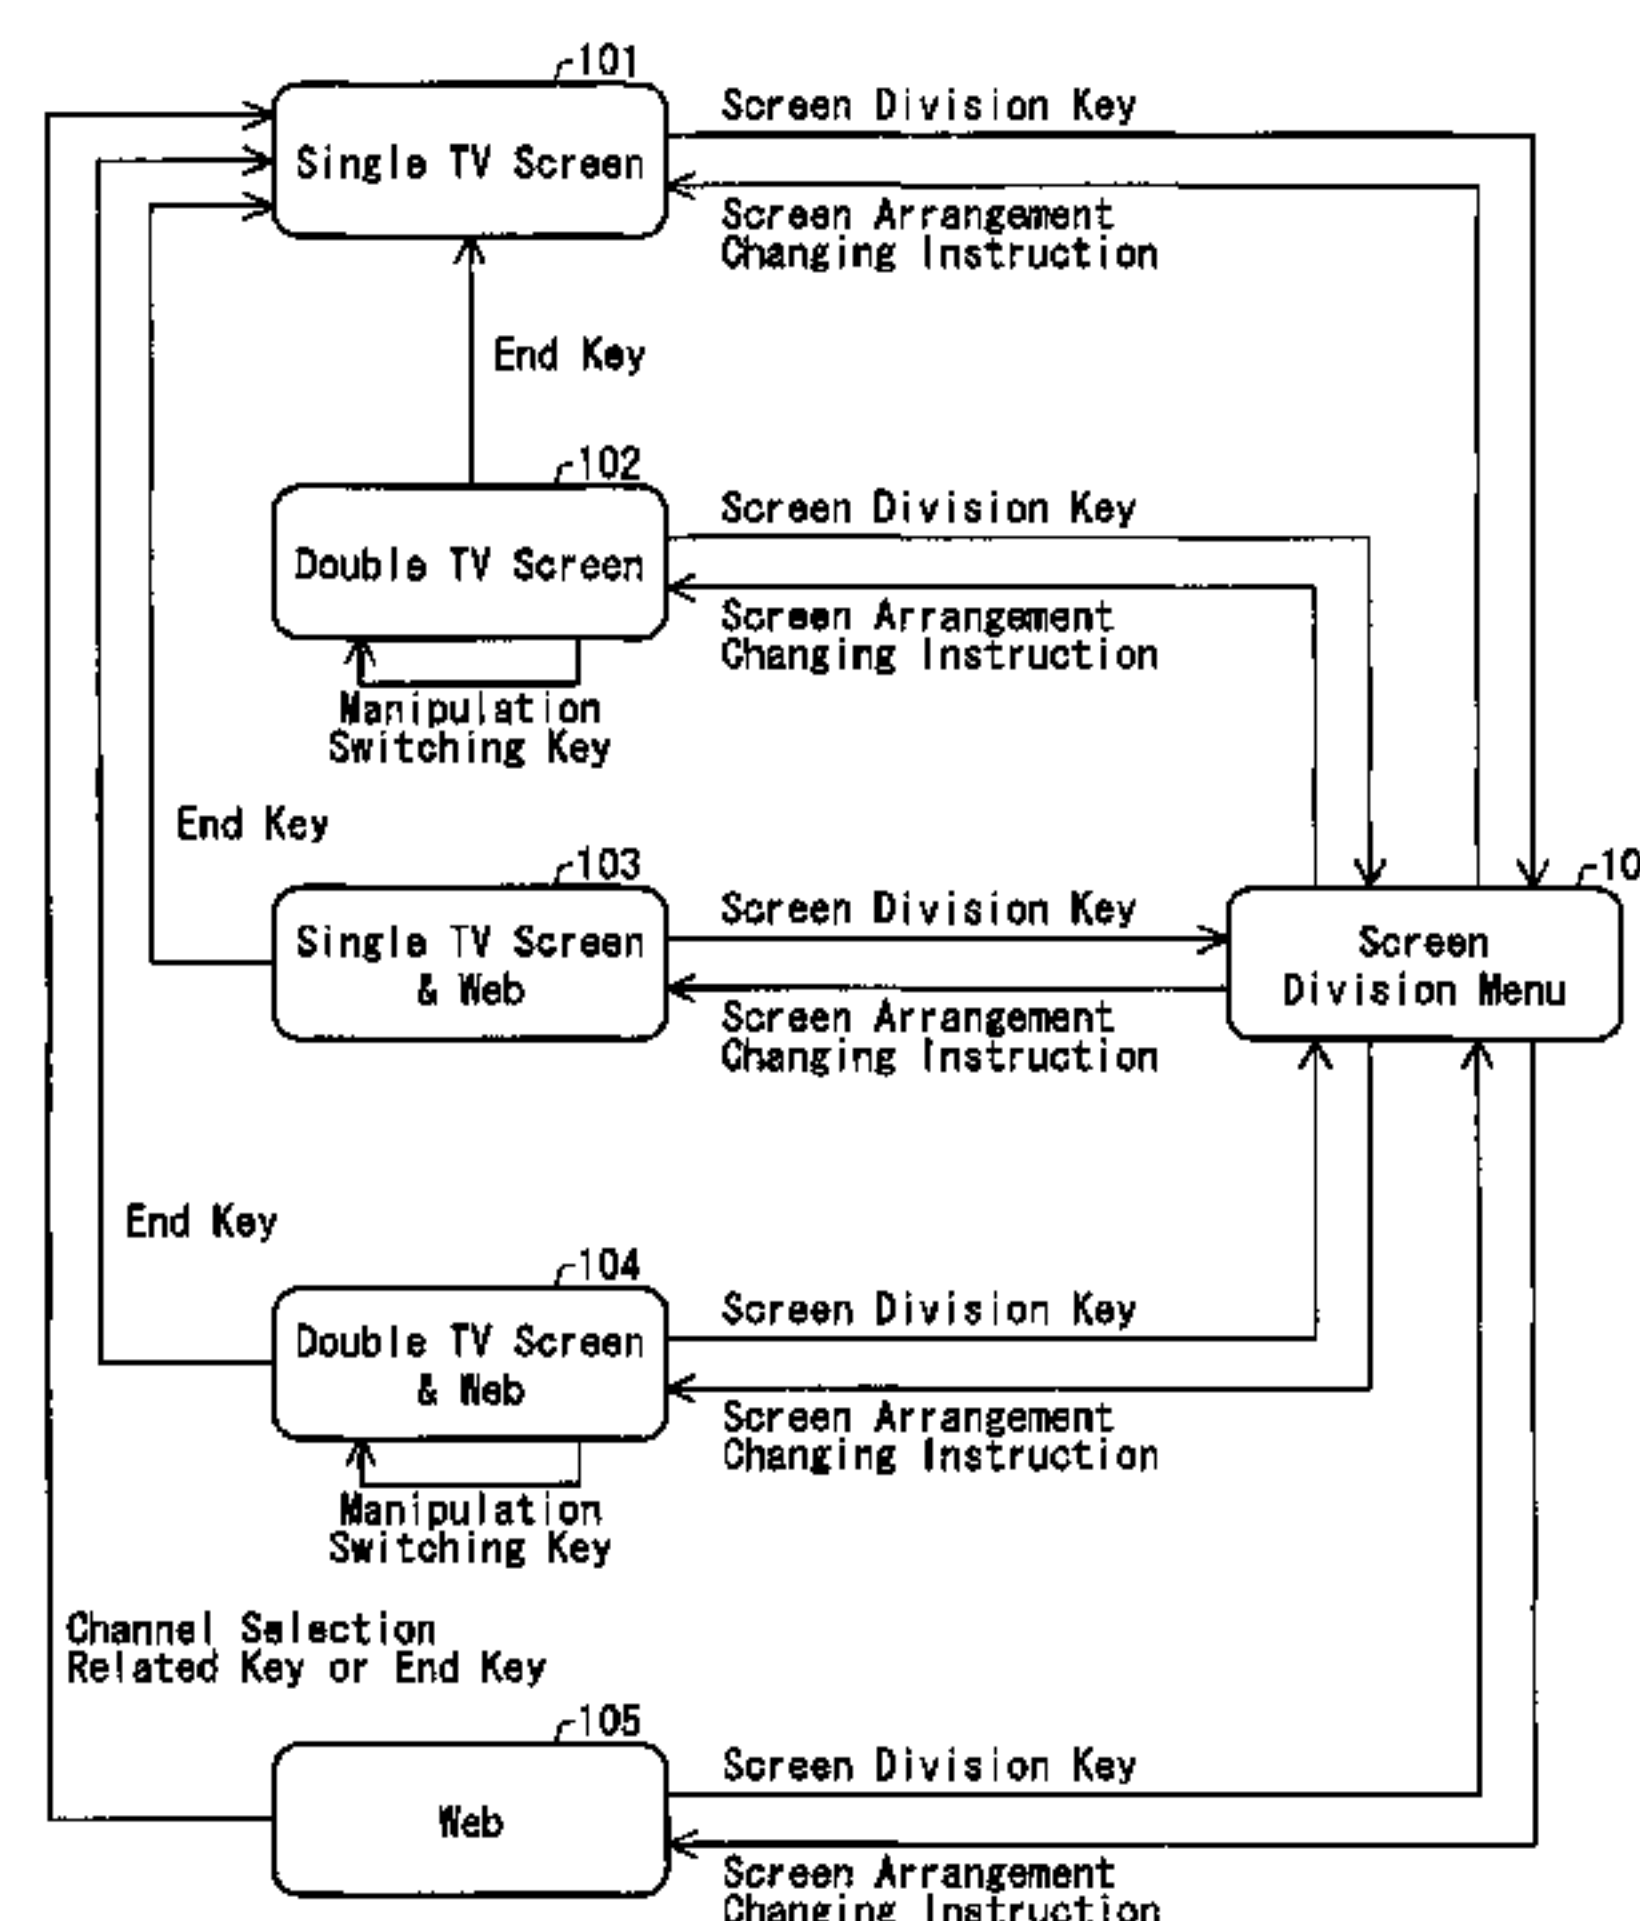 101
Single TV Screen
Screen Division Key
Screen Arrangement
Changing Instruction
End Key
102
Double TV Screen
Screen Division Key
Screen Arrangement
Changing Instruction
Manipulation
Switching Key
End Key
103
Single TV Screen
& Web
Screen Division Key
Screen Arrangement
Changing Instruction
10
Screen
Division Menu
End Key
104
Double TV Screen
& Web
Screen Division Key
Screen Arrangement
Changing Instruction
Manipulation
Switching Key
Channel Selection
Related Key or End Key
105
Web
Screen Division Key
Screen Arrangement
Changing Instruction